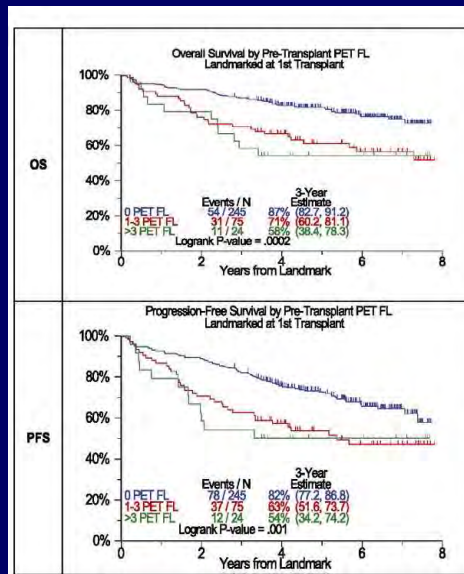 OS
Overall Survival by Pre-Transplant PET FL
Landmarked at 1st Transplant
100%
80%
60%
40%
20%
0%
3-Year
Events / N Estimate
0 PET FL 54 / 245 87% (82.7, 91.2)
1-3 PET FL 31 / 75 71% (60.2, 81.1)
>3 PET FL 11 / 24 58% (38.4, 78.3)
Logrank P-value = .0002
0 2 4 6 8
Years from Landmark
PFS
Progression-Free Survival by Pre-Transplant PET FL
Landmarked at 1st Transplant
100%
80%
60%
40%
20%
0%
3-Year
Events / N Estimate
0 PET FL 78 / 245 82% (77.2, 86.8)
1-3 PET FL 37 / 75 63% (51.6, 73.7)
>3 PET FL 12 / 24 54% (34.2, 74.2)
Logrank P-value = .001
0 2 4 6 8
Years from Landmark